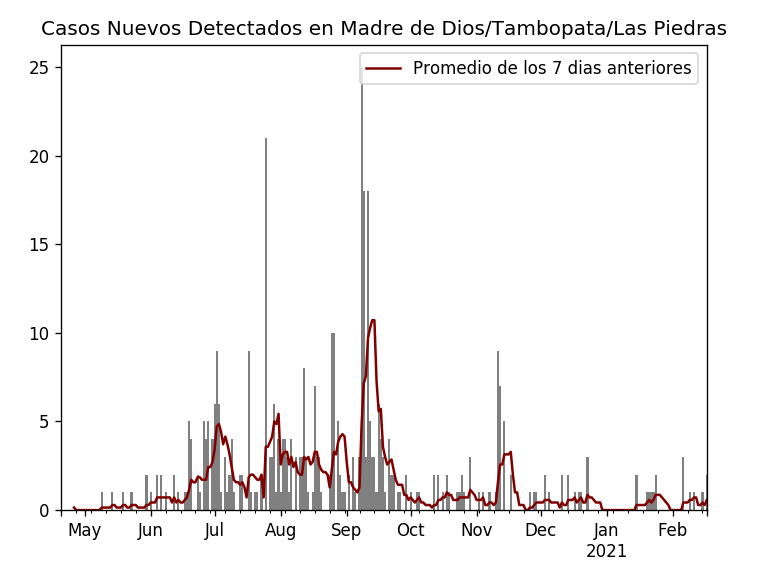 Casos Nuevos Detectados en Madre de Dios/Tambopata/Las Piedras
Promedio de los 7 dias anteriores
25
20
15
10
5
0
May Jun Jul Aug Sep Oct Nov Dec Jan Feb
2021